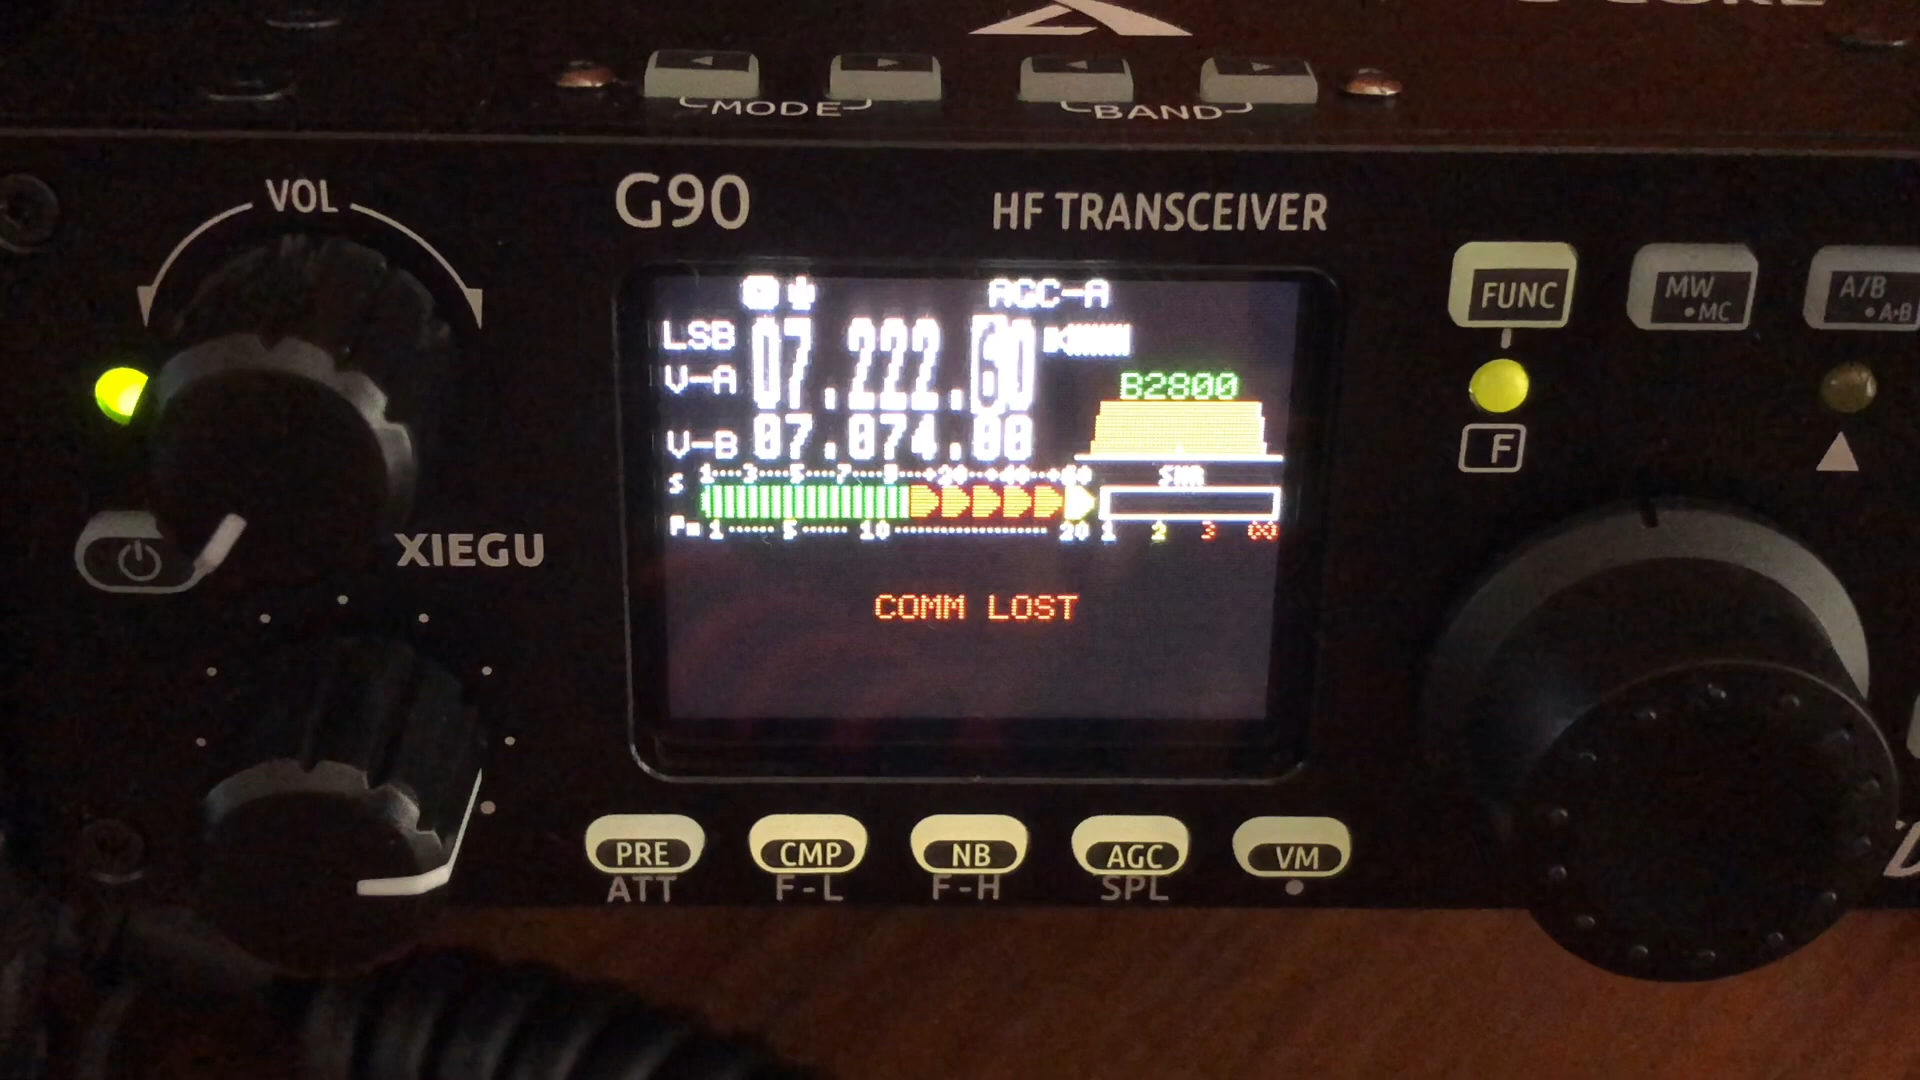 MODE
BAND
VOL
G90
HF TRANSCEIVER
FUNC
MW
•MC
A/B
•A·B
AGC-A
LSB
07.222.60
V-A
B2800
V-B 07.074.00
F
S 1 3 5 7 9 +20 +40 +60
SWR
Po 1 5 10 20
1 2 3 ∞
XIEGU
COMM LOST
PRE
CMP
NB
AGC
VM
ATT
F-L
F-H
SPL